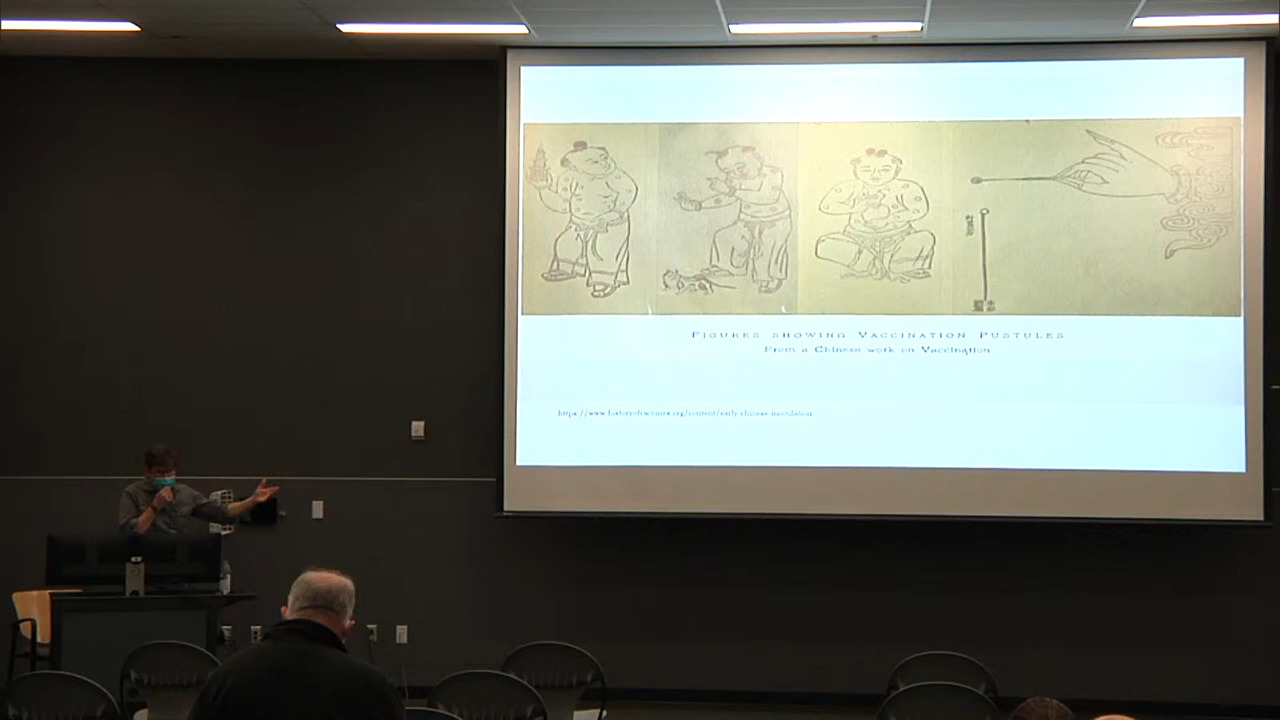 Figures showing Vaccination Pustules
From a Chinese work on Vaccination
https://www.historyofvaccines.org/content/early-chinese-inoculation